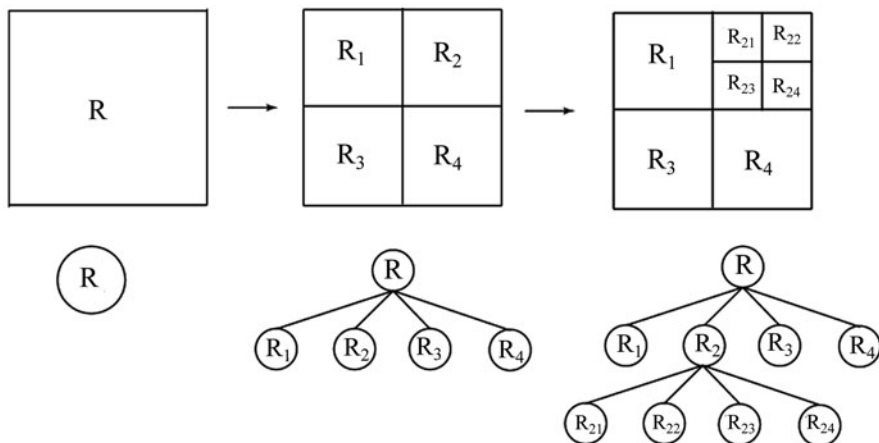 R
R₁ R₂
R₃ R₄
R₁ R₂₁ R₂₂
R₂₃ R₂₄
R₃ R₄
R
R
R₁ R₂ R₃ R₄
R
R₁ R₂ R₃ R₄
R₂₁ R₂₂ R₂₃ R₂₄